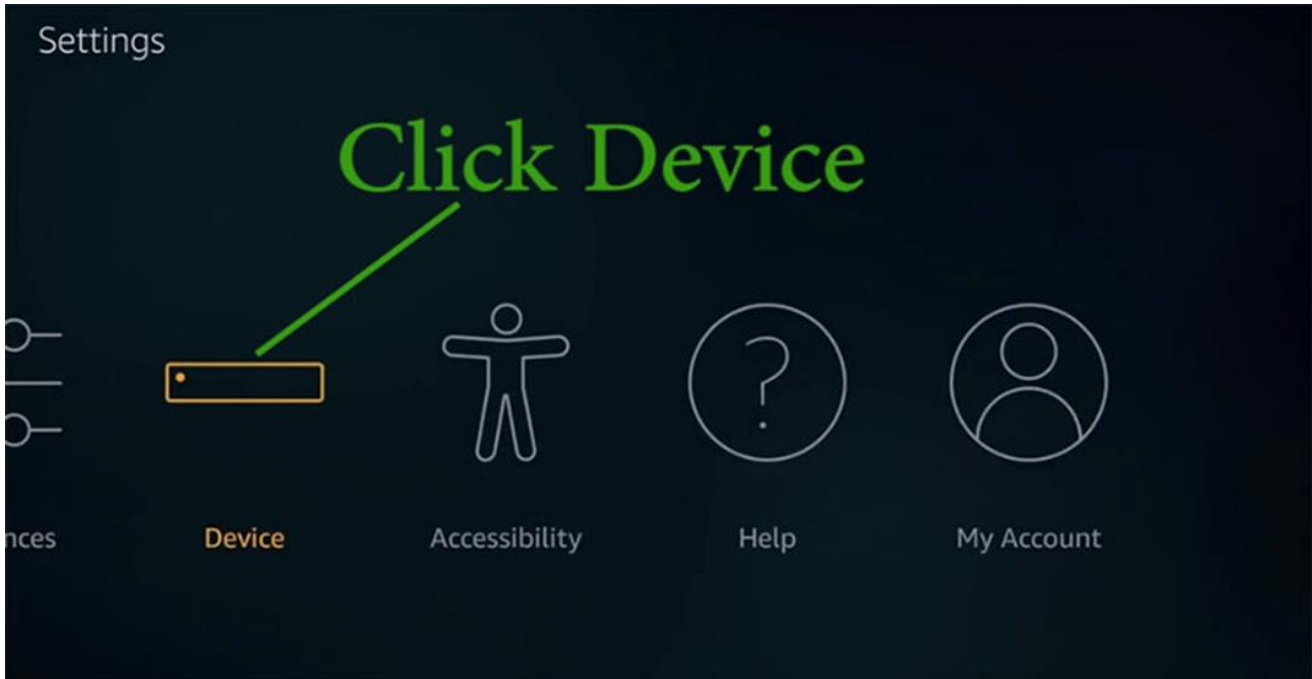 Settings
Click Device
nces
Device
Accessibility
Help
My Account